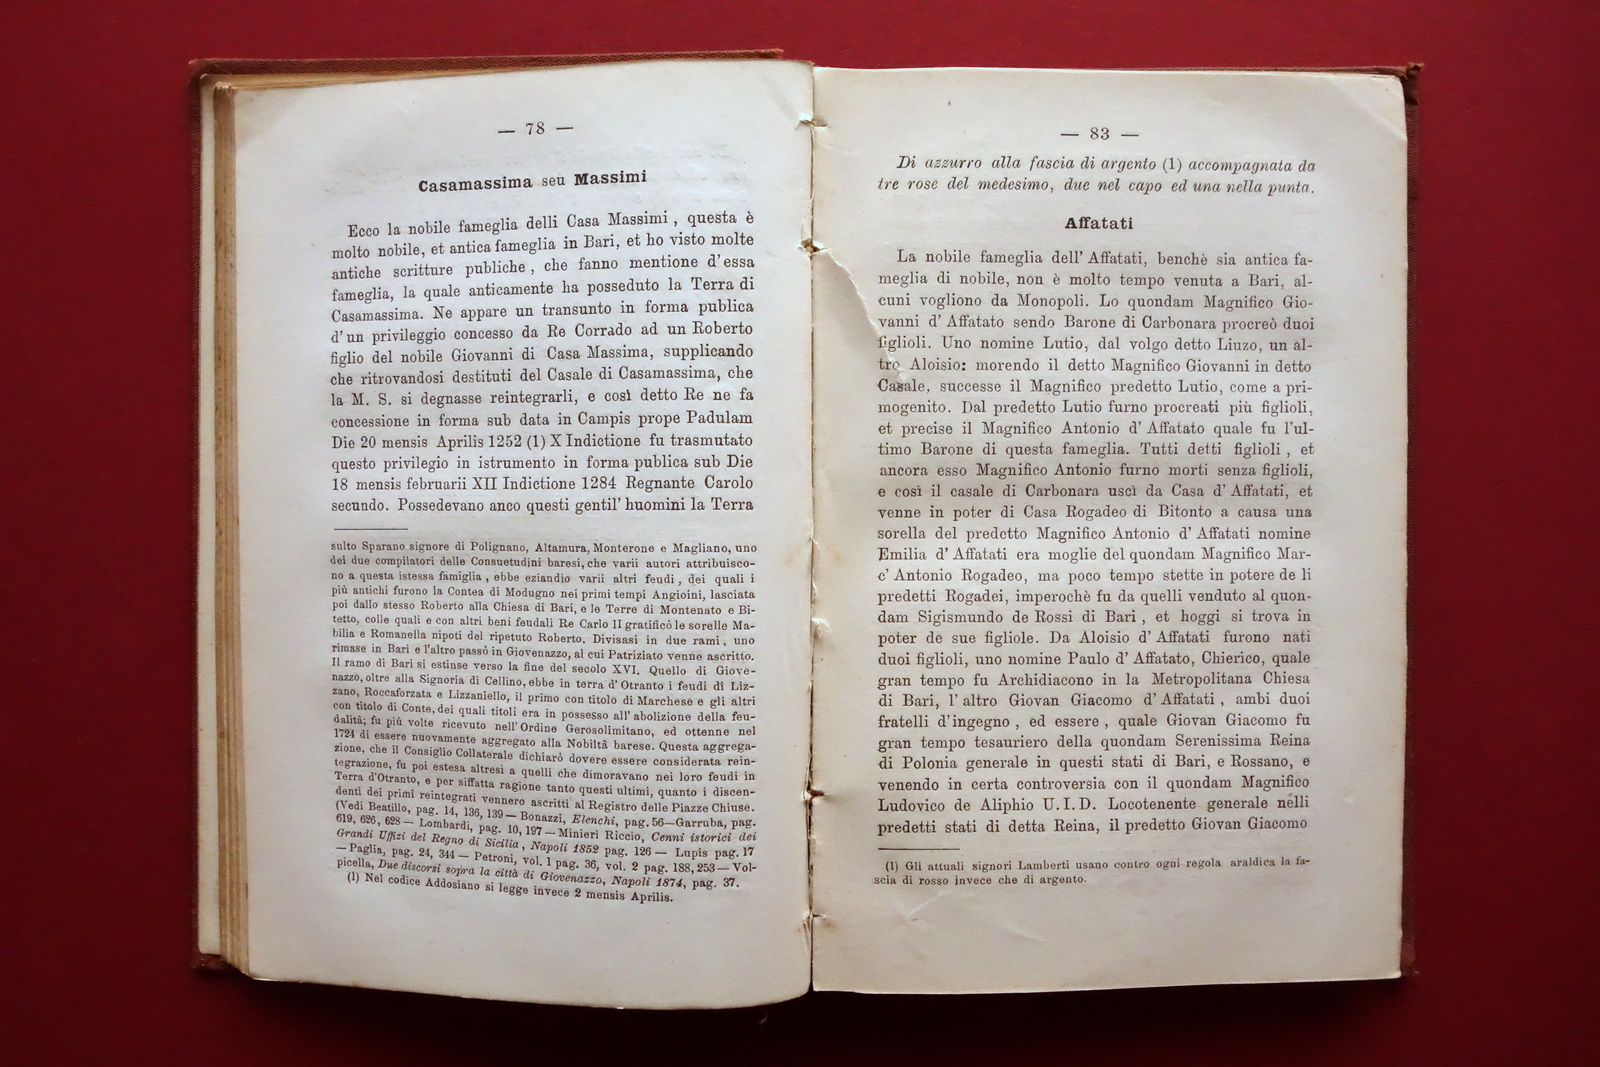 — 78 —
Casamassima seu Massimi
Ecco la nobile fameglia delli Casa Massimi, questa è
molto nobile, et antica fameglia in Bari, et ho visto molte
antiche scritture publiche, che fanno mentione d'essa
fameglia, la quale anticamente ha posseduto la Terra di
Casamassima. Ne appare un transunto in forma publica
d'un privileggio concesso da Re Corrado ad un Roberto
figlio del nobile Giovanni di Casa Massima, supplicando
che ritrovandosi destituti del Casale di Casamassima, che
la M. S. si degnasse reintegrarli, e così detto Re ne fa
concessione in forma sub data in Campis prope Padulam
Die 20 mensis Aprilis 1252 (1) X Indictione fu trasmutato
questo privilegio in istrumento in forma publica sub Die
18 mensis februarii XII Indictione 1284 Regnante Carolo
secundo. Possedevano anco questi gentil' huomini la Terra
sulto Sparano signore di Polignano, Altamura, Monterone e Magliano, uno
dei due compilatori delle Consuetudini baresi, che varii autori attribuisco-
no a questa istessa famiglia, ebbe eziandio varii altri feudi, dei quali i
più antichi furono la Contea di Modugno nei primi tempi Angioini, lasciata
poi dallo stesso Roberto alla Chiesa di Bari, e le Terre di Montenato e Bi-
tetto, colle quali e con altri beni feudali Re Carlo II gratificò le sorelle Ma-
bilia e Romanella nipoti del ripetuto Roberto. Divisasi in due rami, uno
rimase in Bari e l'altro passò in Giovenazzo, al cui Patriziato venne ascritto.
Il ramo di Bari si estinse verso la fine del secolo XVI. Quello di Giove-
nazzo, oltre alla Signoria di Cellino, ebbe in terra d'Otranto i feudi di Liz-
zano, Roccaforzata e Lizzaniello, il primo con titolo di Marchese e gli altri
con titolo di Conte, dei quali titoli era in possesso all'abolizione della feu-
dalità; fu più volte ricevuto nell'Ordine Gerosolimitano, ed ottenne nel
1724 di essere nuovamente aggregato alla Nobiltà barese. Questa aggrega-
zione, che il Consiglio Collaterale dichiarò dovere essere considerata rein-
tegrazione, fu poi estesa altresì a quelli che dimoravano nei loro feudi in
Terra d'Otranto, e per siffatta ragione tanto questi ultimi, quanto i discen-
denti dei primi reintegrati vennero ascritti al Registro delle Piazze Chiuse.
(Vedi Beatillo, pag. 14, 136, 139 — Bonazzi, Elenchi, pag. 56 — Garruba, pag.
619, 626, 628 — Lombardi, pag. 10, 197 — Minieri Riccio, Cenni istorici dei
Grandi Uffizi del Regno di Sicilia, Napoli 1852 pag. 126 — Lupis pag. 17
— Paglia, pag. 24, 344 — Petroni, vol. 1 pag. 36, vol. 2 pag. 188, 253 — Vol-
picella, Due discorsi sopra la città di Giovenazzo, Napoli 1874, pag. 37.
(1) Nel codice Addosiano si legge invece 2 mensis Aprilis.
— 83 —
Di azzurro alla fascia di argento (1) accompagnata da
tre rose del medesimo, due nel capo ed una nella punta.
Affatati
La nobile fameglia dell'Affatati, benchè sia antica fa-
meglia di nobile, non è molto tempo venuta a Bari, al-
cuni vogliono da Monopoli. Lo quondam Magnifico Gio-
vanni d'Affatato sendo Barone di Carbonara procreò duoi
figlioli. Uno nomine Lutio, dal volgo detto Liuzo, un al-
tro Aloisio: morendo il detto Magnifico Giovanni in detto
Casale, successe il Magnifico predetto Lutio, come a pri-
mogenito. Dal predetto Lutio furno procreati più figlioli,
et precise il Magnifico Antonio d'Affatato quale fu l'ul-
timo Barone di questa fameglia. Tutti detti figlioli, et
ancora esso Magnifico Antonio furno morti senza figlioli,
e così il casale di Carbonara uscì da Casa d'Affatati, et
venne in poter di Casa Rogadeo di Bitonto a causa una
sorella del predetto Magnifico Antonio d'Affatati nomine
Emilia d'Affatati era moglie del quondam Magnifico Mar-
c'Antonio Rogadeo, ma poco tempo stette in potere de li
predetti Rogadei, imperochè fu da quelli venduto al quon-
dam Sigismundo de Rossi di Bari, et hoggi si trova in
poter de sue figliole. Da Aloisio d'Affatati furono nati
duoi figlioli, uno nomine Paulo d'Affatato, Chierico, quale
gran tempo fu Archidiacono in la Metropolitana Chiesa
di Bari, l'altro Giovan Giacomo d'Affatati, ambi duoi
fratelli d'ingegno, ed essere, quale Giovan Giacomo fu
gran tempo tesauriero della quondam Serenissima Reina
di Polonia generale in questi stati di Bari, e Rossano, e
venendo in certa controversia con il quondam Magnifico
Ludovico de Aliphio U. I. D. Locotenente generale nelli
predetti stati di detta Reina, il predetto Giovan Giacomo
(1) Gli attuali signori Lamberti usano contro ogni regola araldica la fa-
scia di rosso invece che di argento.